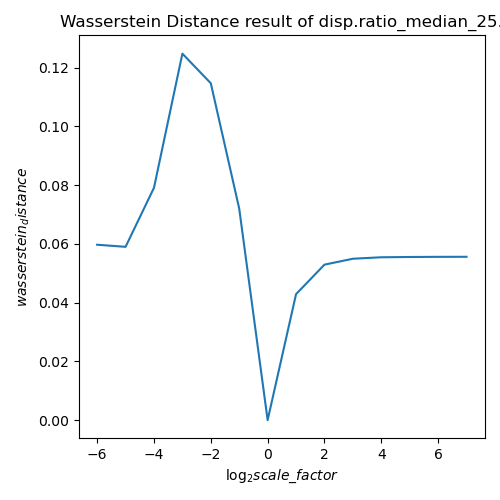 Wasserstein Distance result of disp.ratio_median_25.
0.12
0.10
0.08
0.06
0.04
0.02
0.00
wasserstein_distance
−6 −4 −2 0 2 4 6
log₂scale_factor